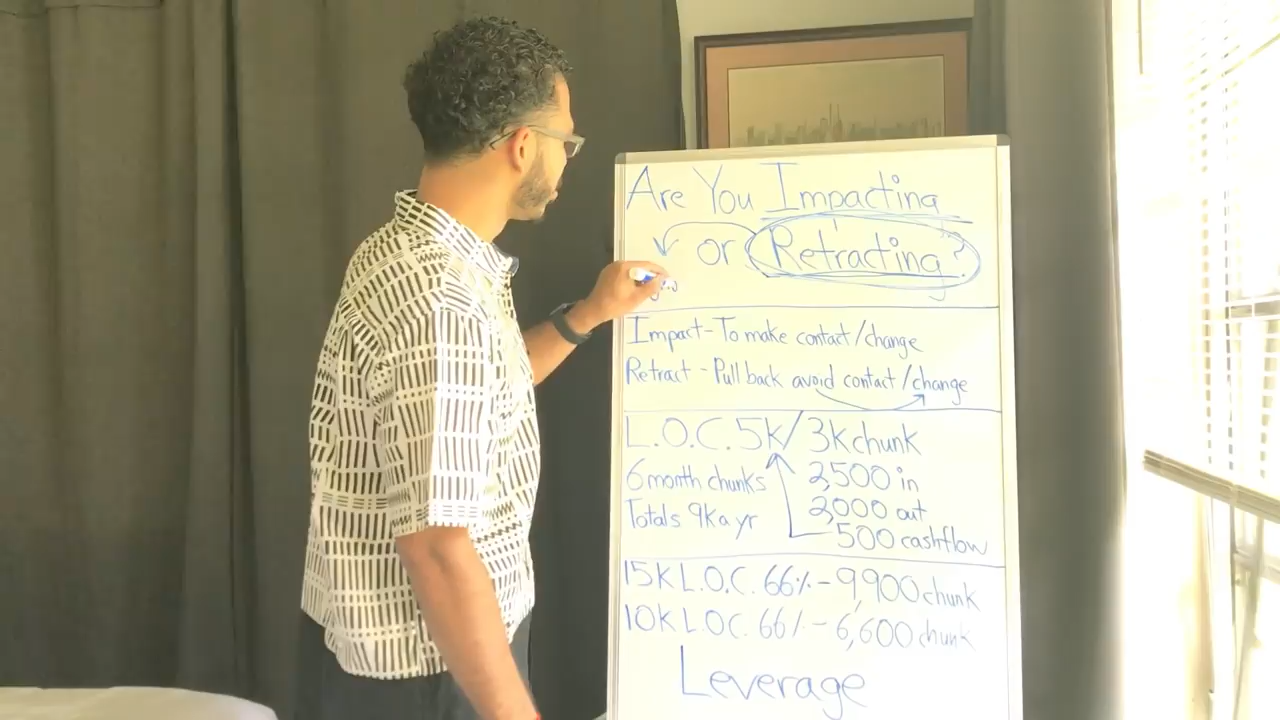 Are You Impacting
or Retracting?
Impact-To make contact/change
Retract - Pull back avoid contact/change
L.O.C. 5k/3k chunk
6 month chunks
2,500 in
2,000 out
Totals 9K a yr
500 cashflow
15K L.O.C. 66% - 9,900 chunk
10K L.O.C. 66% - 6,600 chunk
Leverage